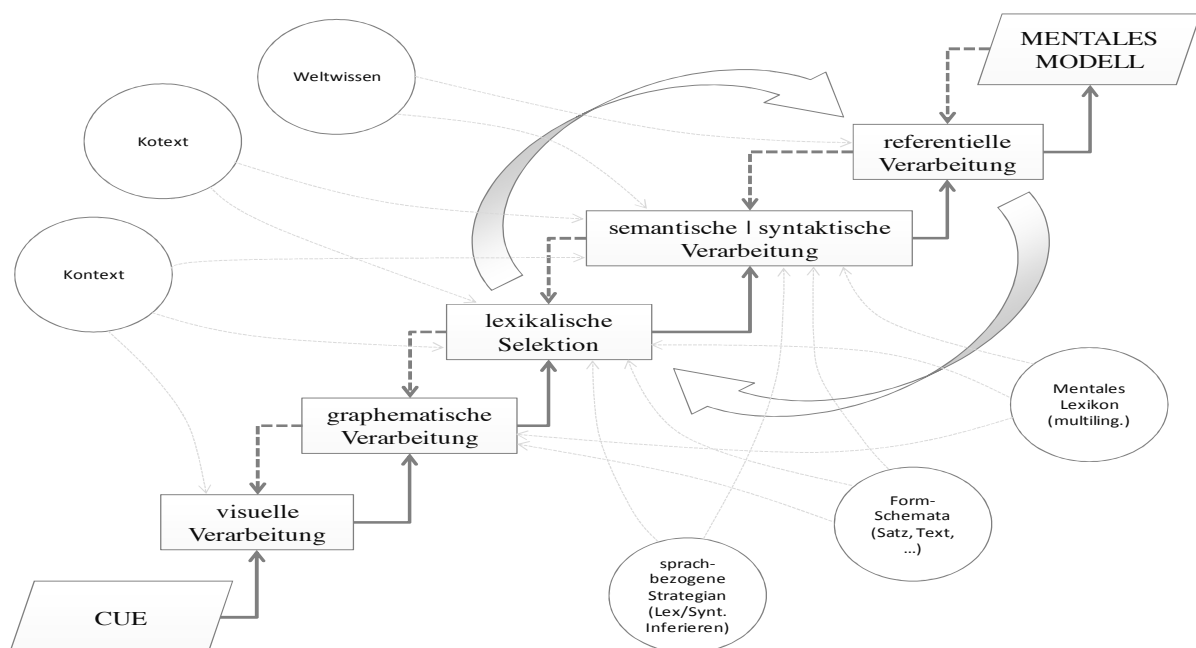 MENTALES
MODELL
Weltwissen
Kotext
referentielle
Verarbeitung
semantische | syntaktische
Verarbeitung
Kontext
lexikalische
Selektion
Mentales
Lexikon
(multiling.)
graphematische
Verarbeitung
Form-
Schemata
(Satz, Text,
...)
visuelle
Verarbeitung
sprach-
bezogene
Strategian
(Lex/Synt.
Inferieren)
CUE